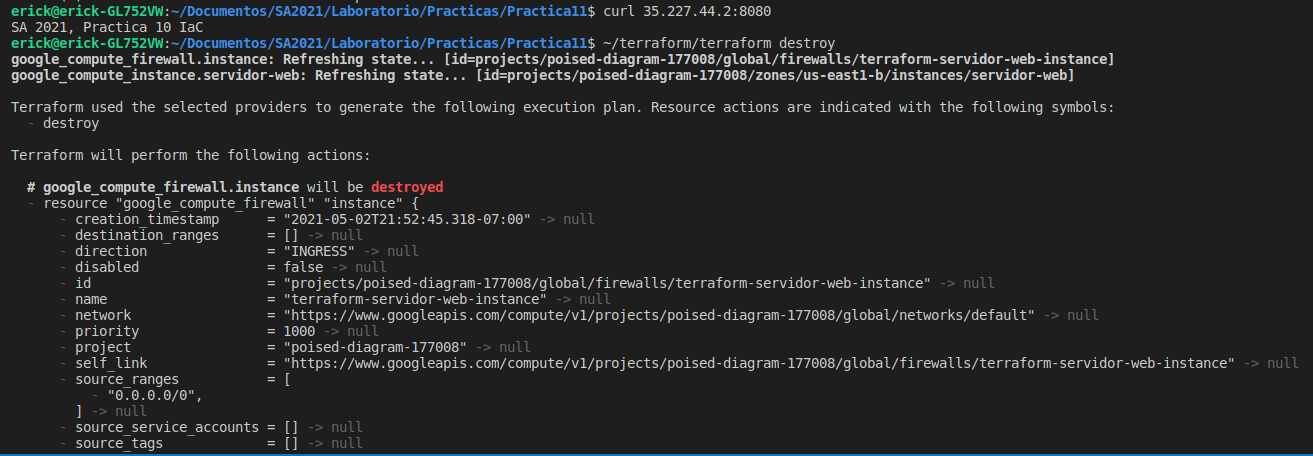 erick@erick-GL752VW:~/Documentos/SA2021/Laboratorio/Practicas/Practica11$ curl 35.227.44.2:8080
SA 2021, Practica 10 IaC
erick@erick-GL752VW:~/Documentos/SA2021/Laboratorio/Practicas/Practica11$ ~/terraform/terraform destroy
google_compute_firewall.instance: Refreshing state... [id=projects/poised-diagram-177008/global/firewalls/terraform-servidor-web-instance]
google_compute_instance.servidor-web: Refreshing state... [id=projects/poised-diagram-177008/zones/us-east1-b/instances/servidor-web]

Terraform used the selected providers to generate the following execution plan. Resource actions are indicated with the following symbols:
  - destroy

Terraform will perform the following actions:

  # google_compute_firewall.instance will be destroyed
  - resource "google_compute_firewall" "instance" {
      - creation_timestamp      = "2021-05-02T21:52:45.318-07:00" -> null
      - destination_ranges      = [] -> null
      - direction               = "INGRESS" -> null
      - disabled                = false -> null
      - id                      = "projects/poised-diagram-177008/global/firewalls/terraform-servidor-web-instance" -> null
      - name                    = "terraform-servidor-web-instance" -> null
      - network                 = "https://www.googleapis.com/compute/v1/projects/poised-diagram-177008/global/networks/default" -> null
      - priority                = 1000 -> null
      - project                 = "poised-diagram-177008" -> null
      - self_link               = "https://www.googleapis.com/compute/v1/projects/poised-diagram-177008/global/firewalls/terraform-servidor-web-instance" -> null
      - source_ranges           = [
          - "0.0.0.0/0",
        ] -> null
      - source_service_accounts = [] -> null
      - source_tags             = [] -> null